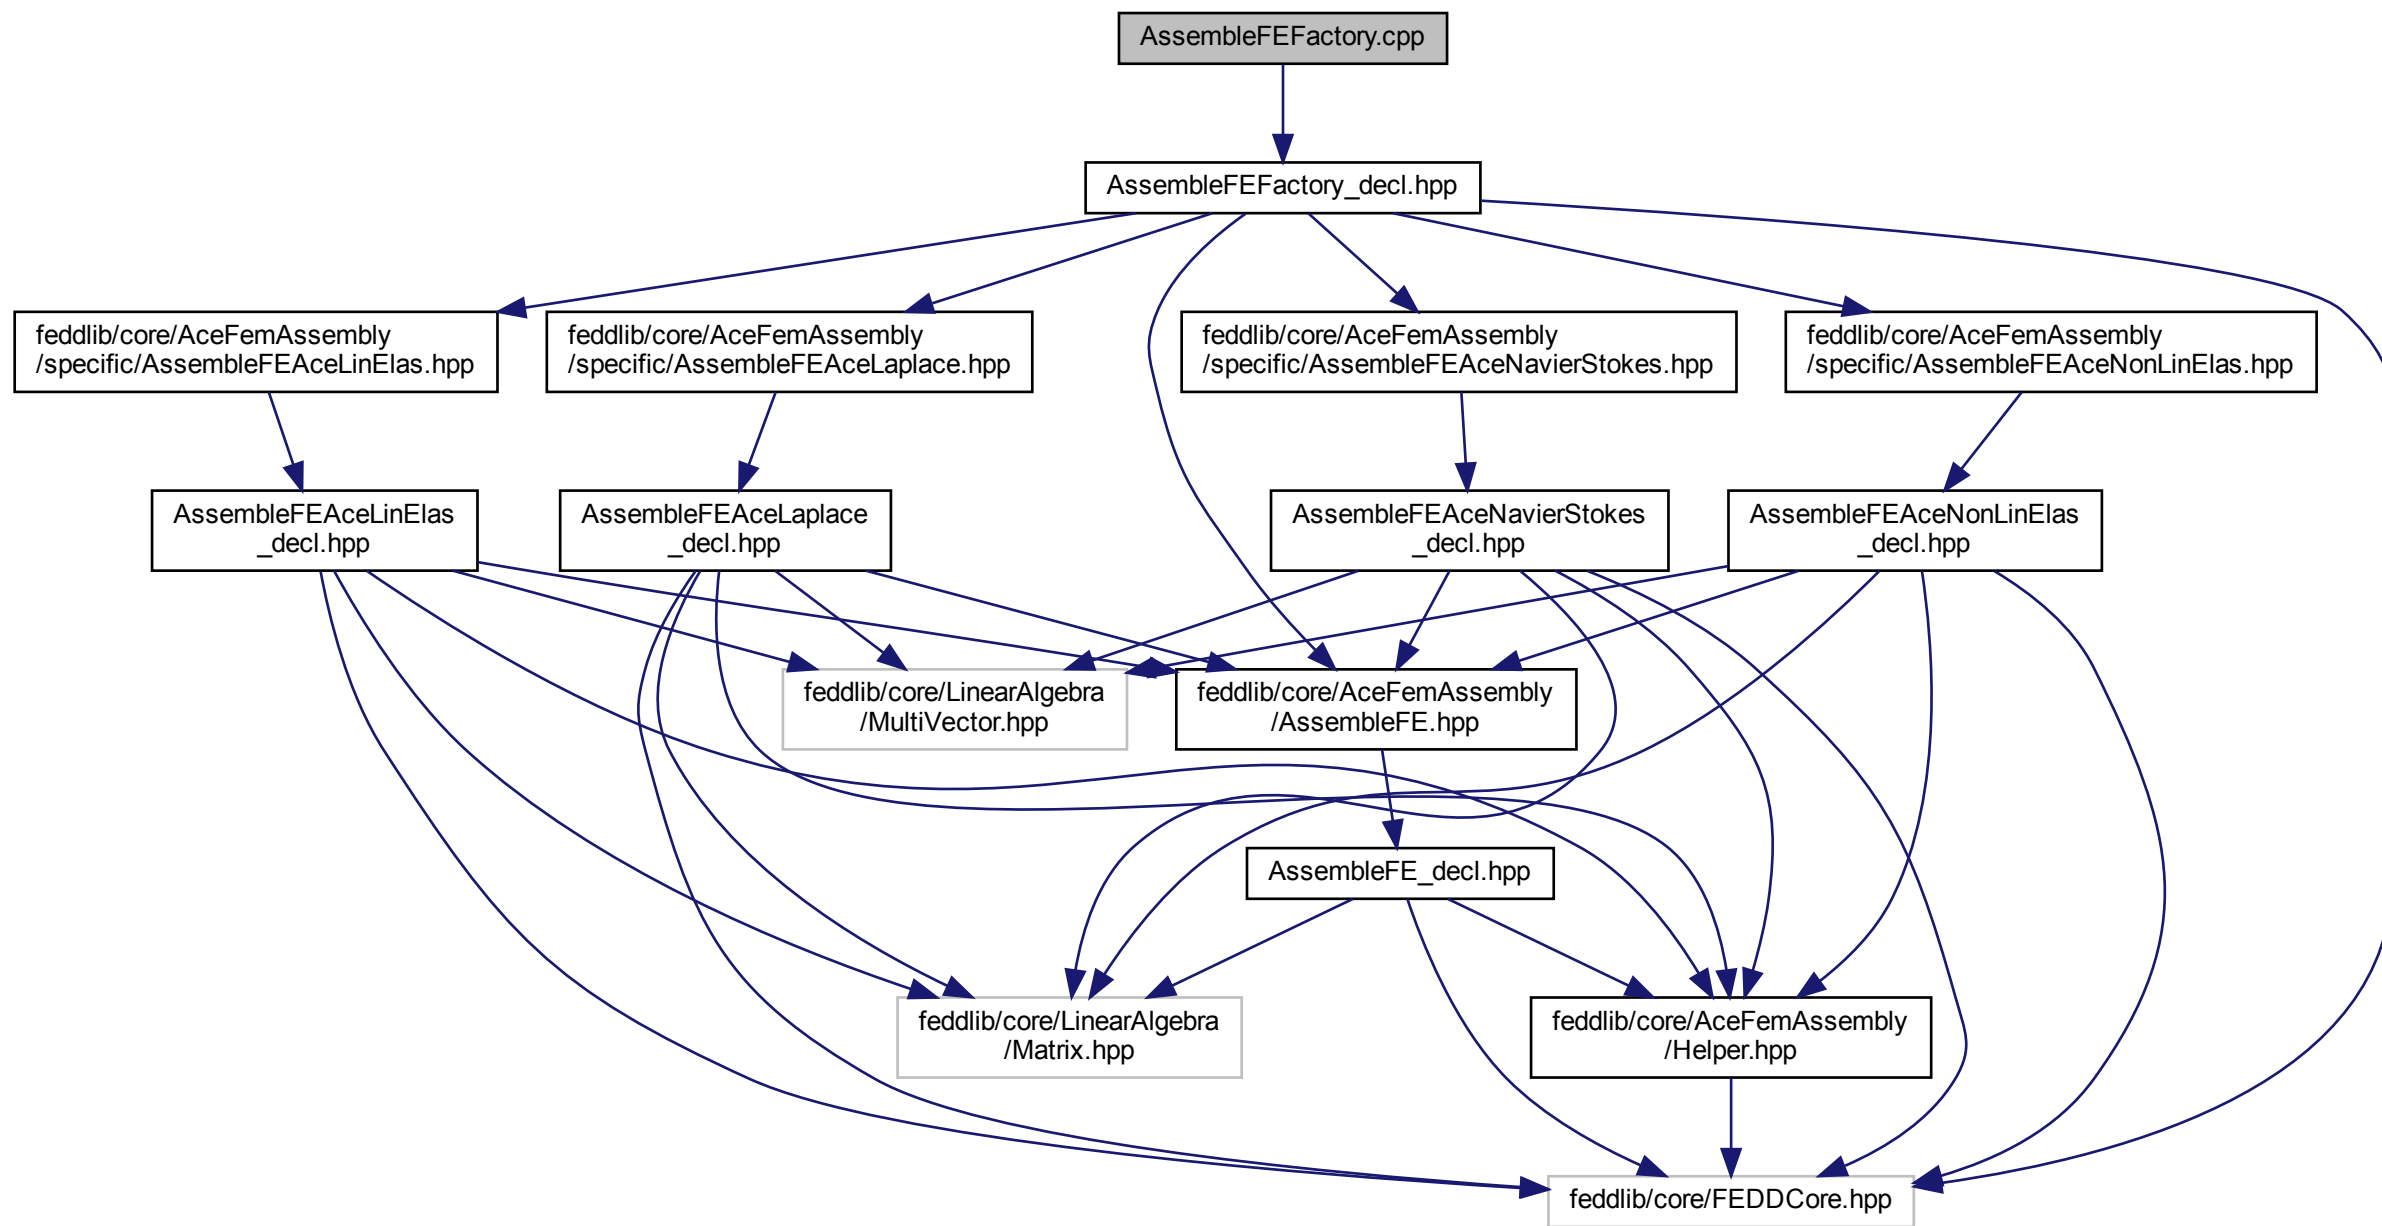 AssembleFEFactory.cpp
AssembleFEFactory_decl.hpp
feddlib/core/AceFemAssembly
/specific/AssembleFEAceLinElas.hpp
feddlib/core/AceFemAssembly
/specific/AssembleFEAceLaplace.hpp
feddlib/core/AceFemAssembly
/specific/AssembleFEAceNavierStokes.hpp
feddlib/core/AceFemAssembly
/specific/AssembleFEAceNonLinElas.hpp
AssembleFEAceLinElas
_decl.hpp
AssembleFEAceLaplace
_decl.hpp
AssembleFEAceNavierStokes
_decl.hpp
AssembleFEAceNonLinElas
_decl.hpp
feddlib/core/LinearAlgebra
/MultiVector.hpp
feddlib/core/AceFemAssembly
/AssembleFE.hpp
AssembleFE_decl.hpp
feddlib/core/LinearAlgebra
/Matrix.hpp
feddlib/core/AceFemAssembly
/Helper.hpp
feddlib/core/FEDDCore.hpp